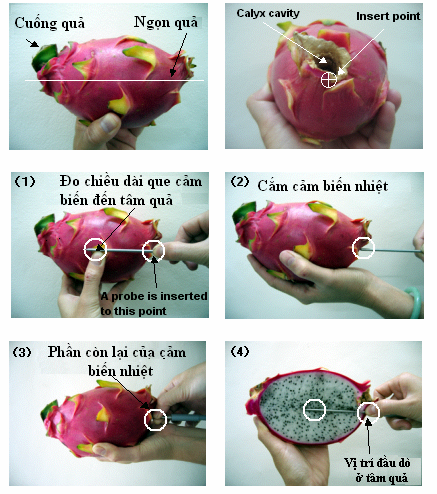 Cuống quả
Ngọn quả
Calyx cavity
Insert point
(1)
Đo chiều dài que cảm
biến đến tâm quả
A probe is inserted
to this point
(2)
Cắm cảm biến nhiệt
(3)
Phần còn lại của cảm
biến nhiệt
(4)
Vị trí đầu dò
ở tâm quả